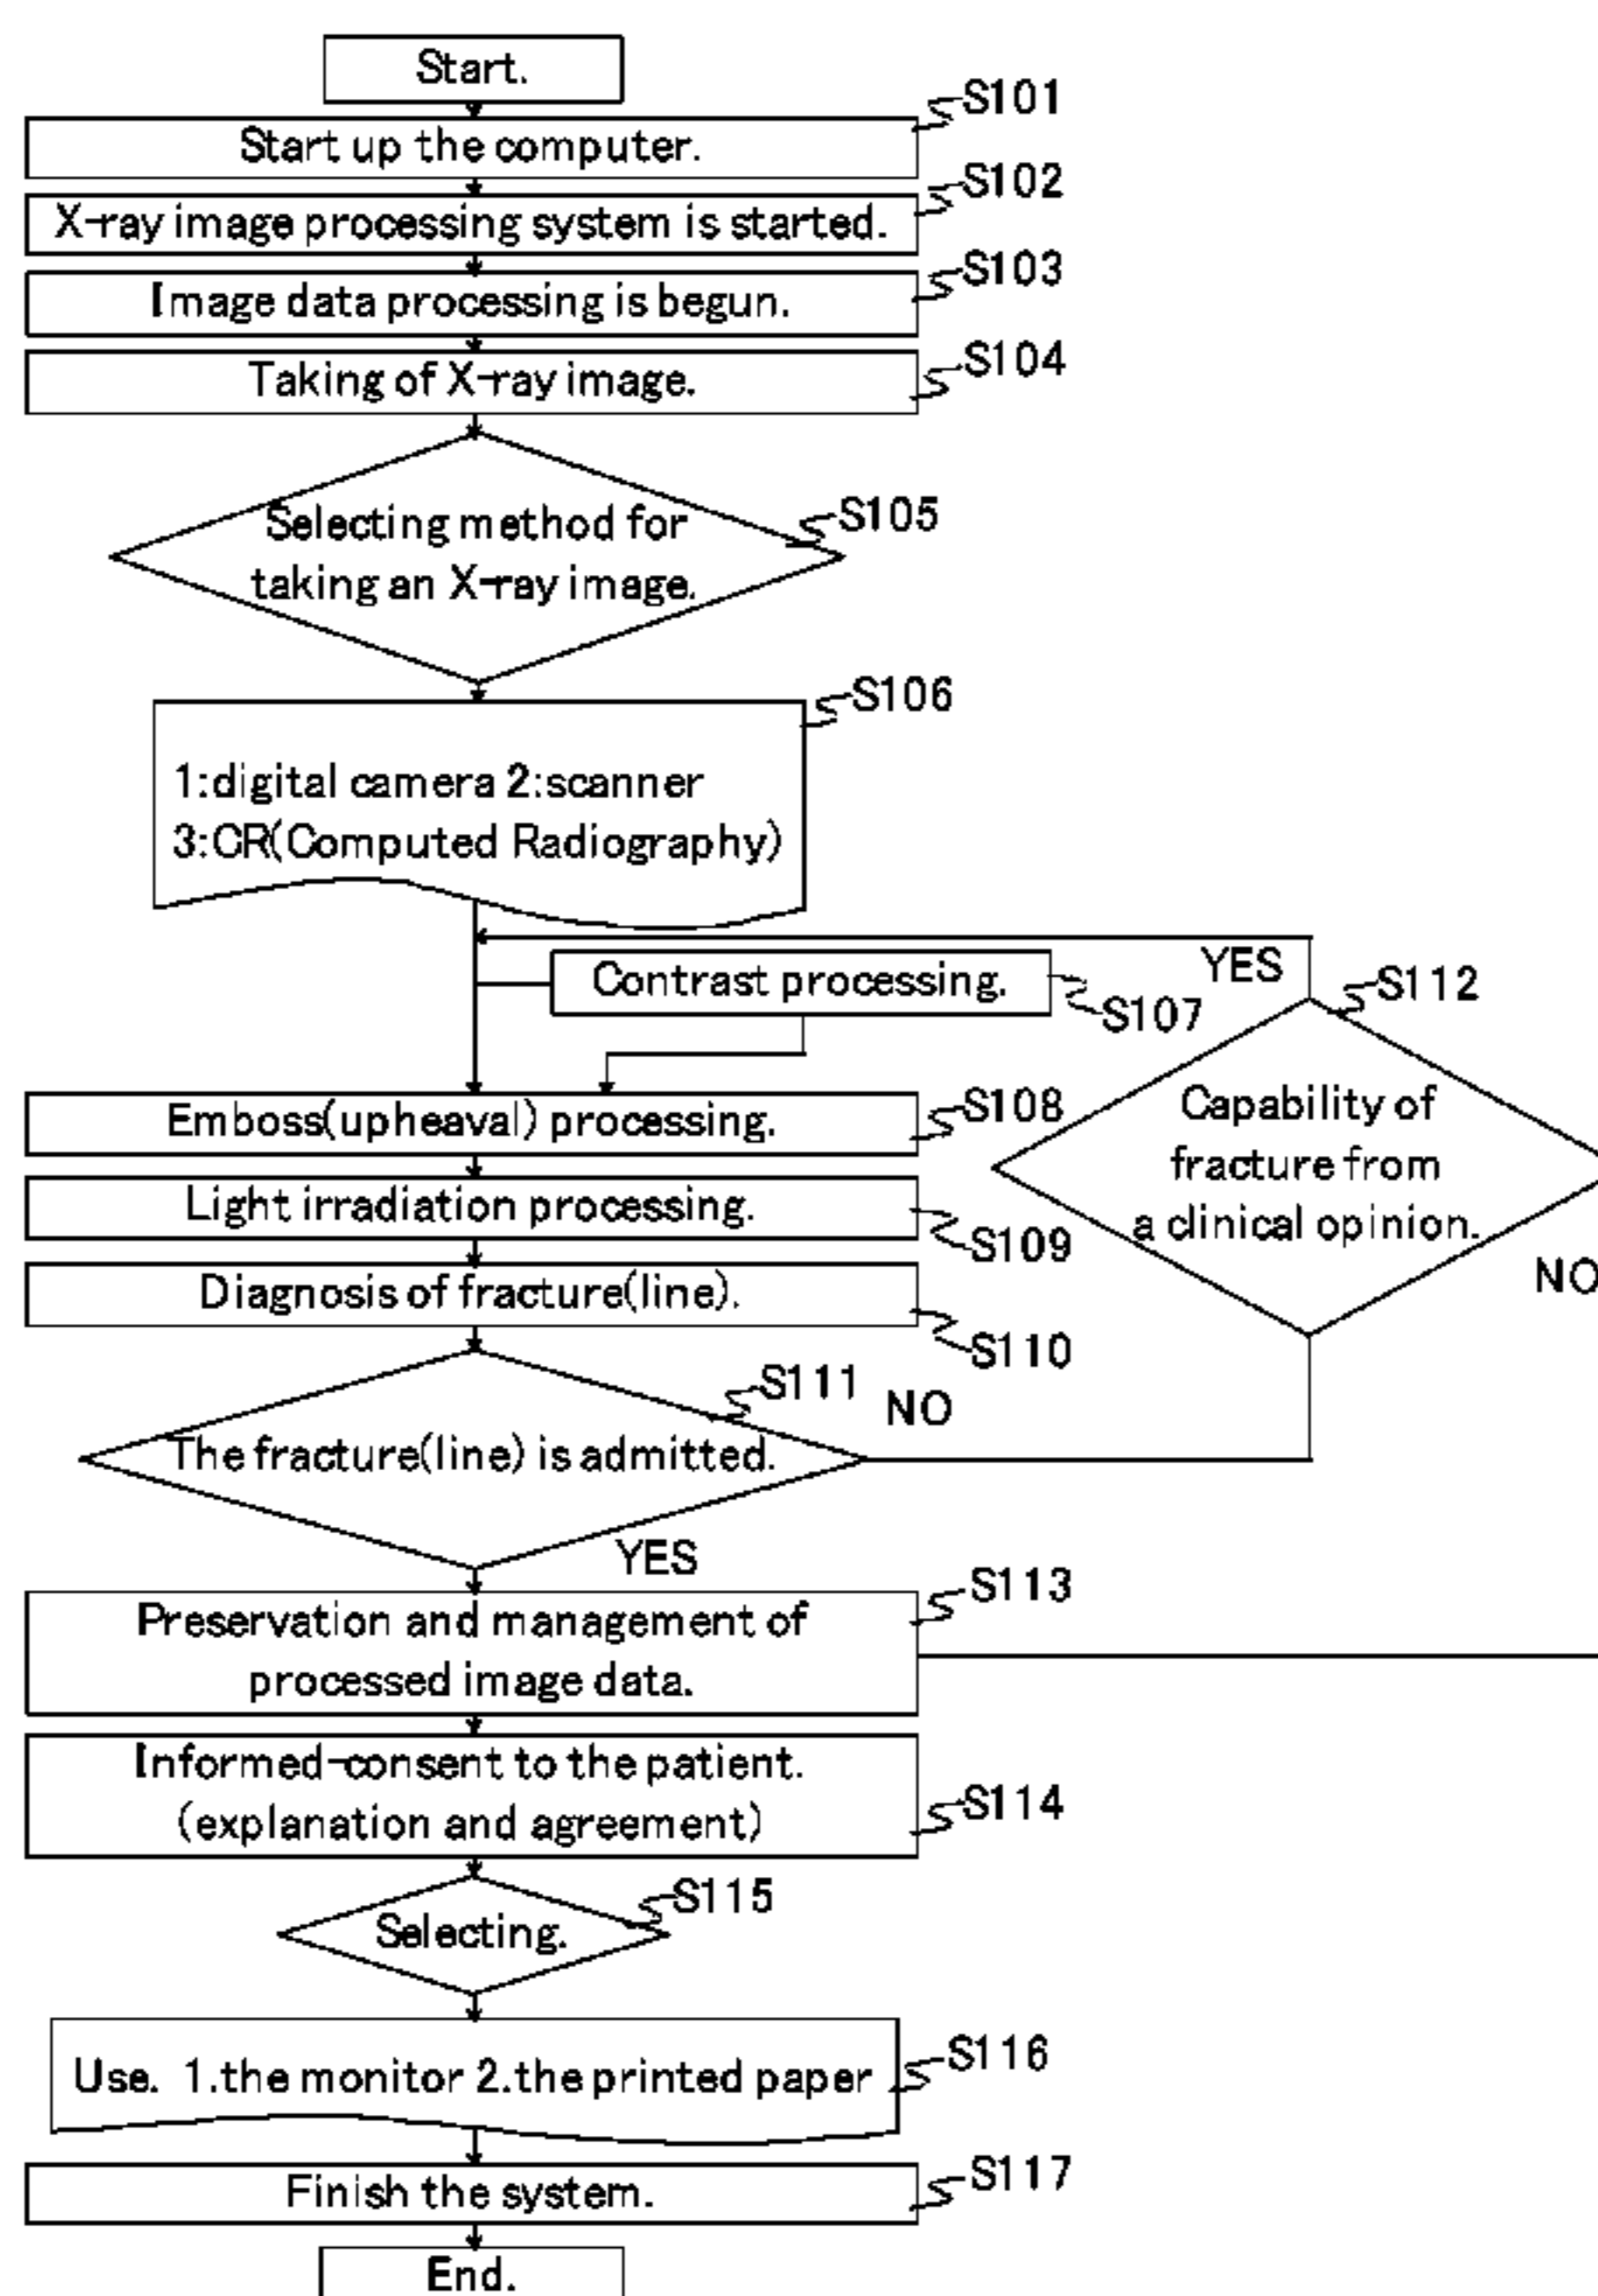 Start.
S101
Start up the computer.
S102
X-ray image processing system is started.
S103
Image data processing is begun.
S104
Taking of X-ray image.
S105
Selecting method for
taking an X-ray image.
S106
1:digital camera 2:scanner
3:CR(Computed Radiography)
YES
S112
Contrast processing.
S107
Capability of
fracture from
a clinical opinion.
NO
S108
Emboss(upheaval) processing.
Light irradiation processing.
S109
Diagnosis of fracture(line).
S110
S111
NO
The fracture(line) is admitted.
YES
S113
Preservation and management of
processed image data.
Informed-consent to the patient.
(explanation and agreement)
S114
S115
Selecting.
S116
Use. 1.the monitor 2.the printed paper
S117
Finish the system.
End.